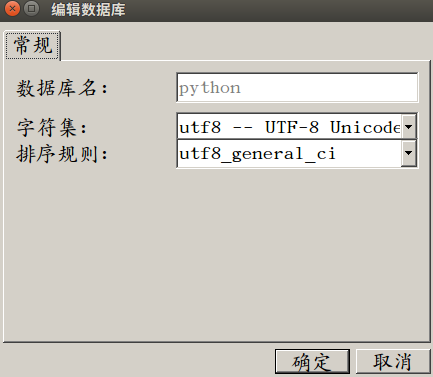 编辑数据库
常规
数据库名： python
字符集： utf8 -- UTF-8 Unicode
排序规则： utf8_general_ci
确定 取消